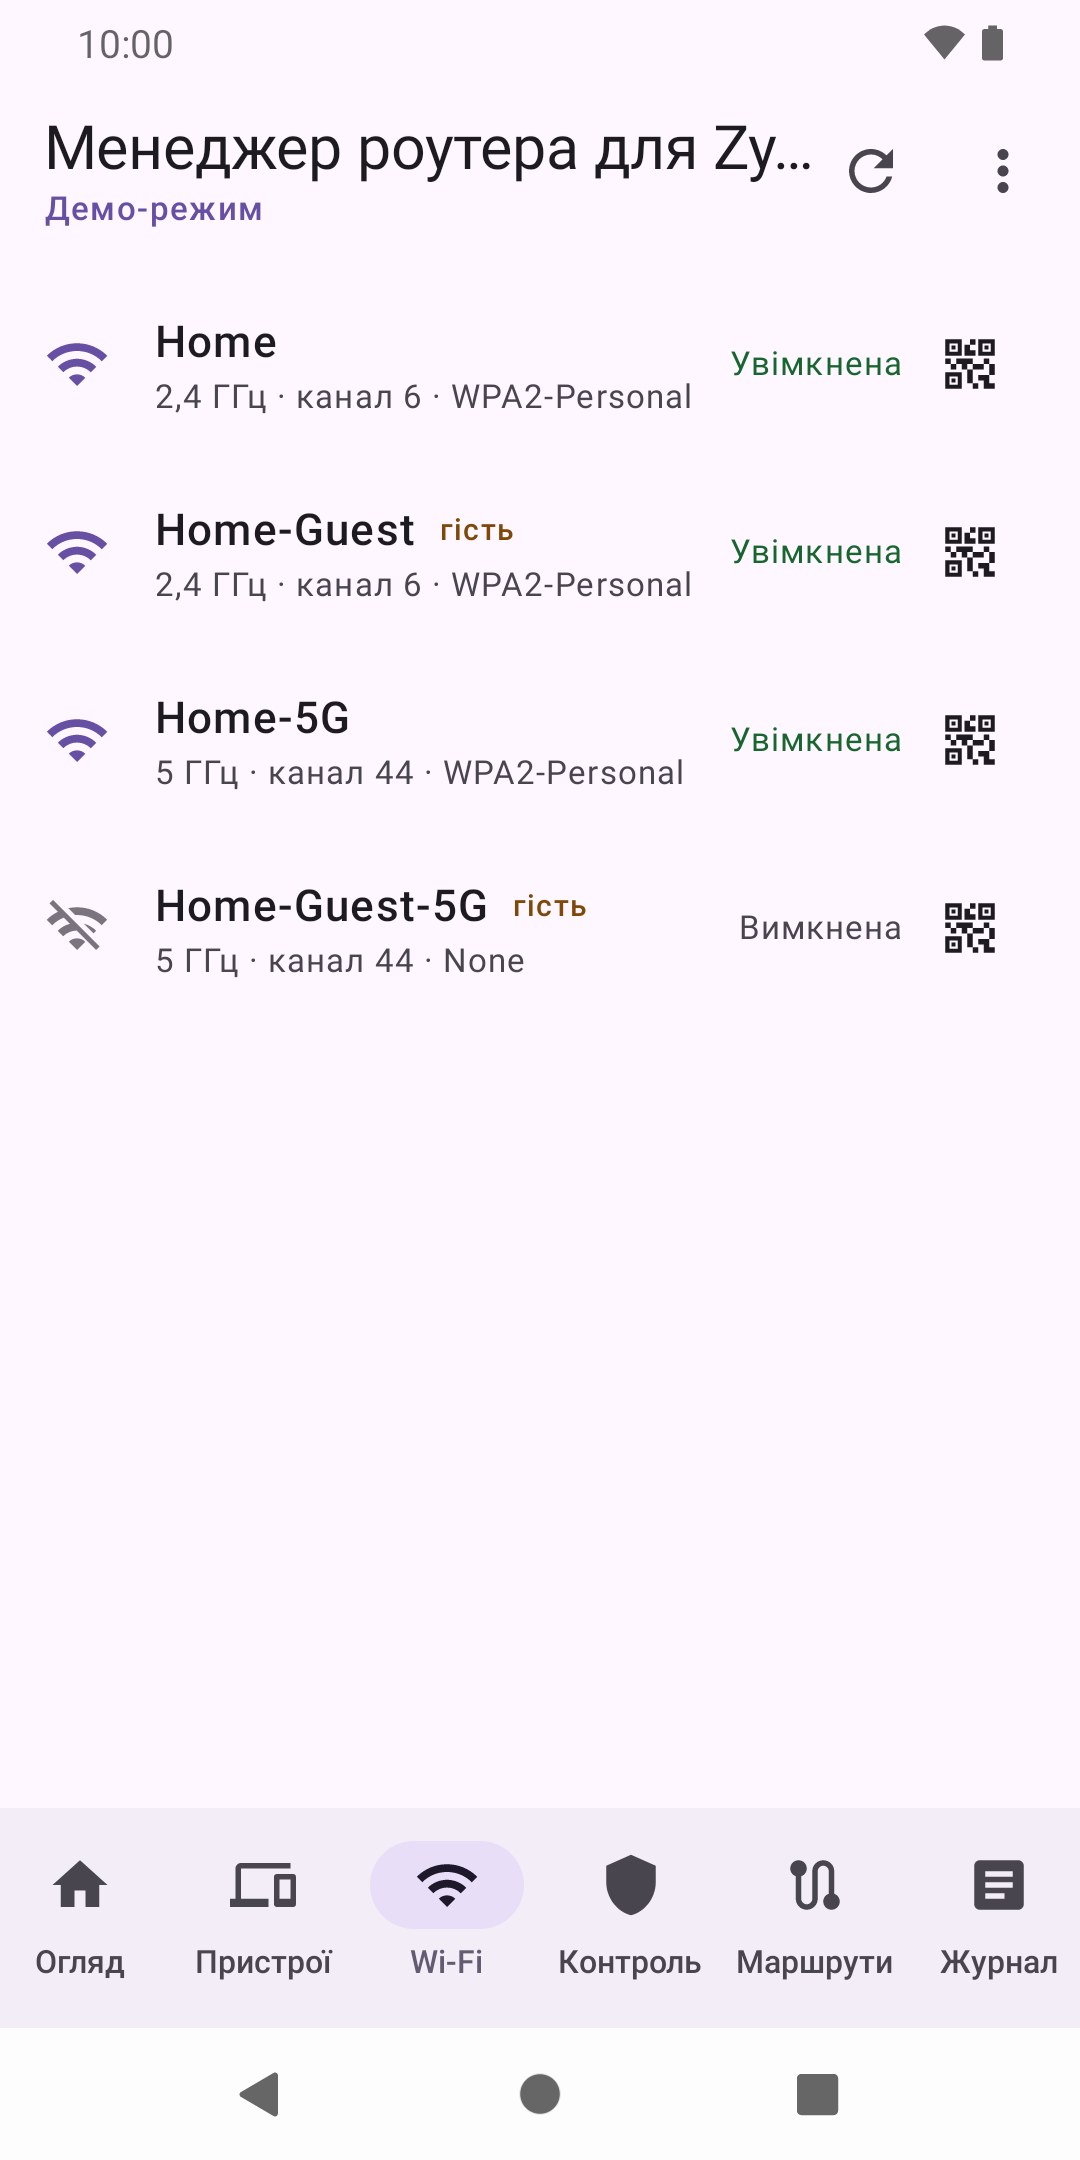 10:00
Менеджер роутера для Zy...
Демо-режим
Home
2,4 ГГц · канал 6 · WPA2-Personal
Увімкнена
Home-Guest гість
2,4 ГГц · канал 6 · WPA2-Personal
Увімкнена
Home-5G
5 ГГц · канал 44 · WPA2-Personal
Увімкнена
Home-Guest-5G гість
5 ГГц · канал 44 · None
Вимкнена
Огляд Пристрої Wi-Fi Контроль Маршрути Журнал